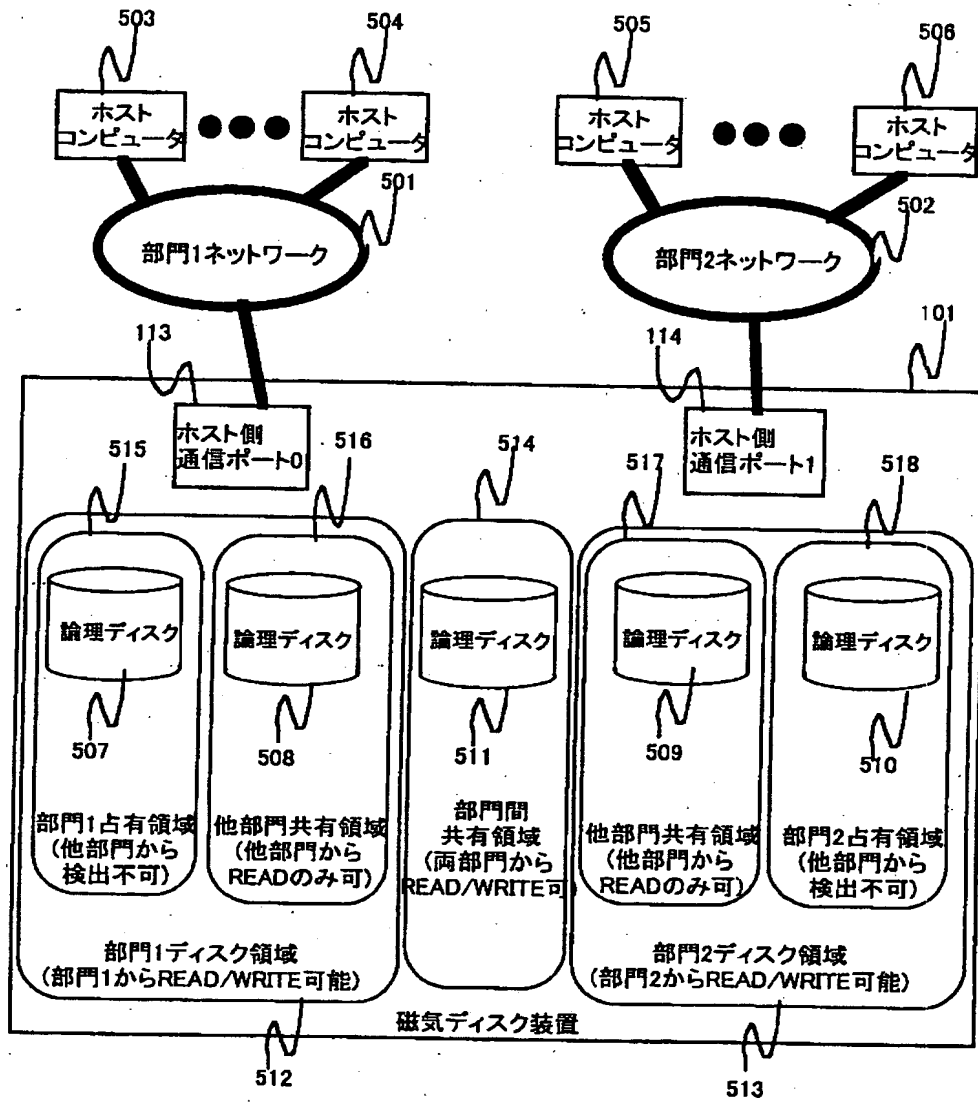 503
504
505
506
ホスト
コンピュータ
ホスト
コンピュータ
ホスト
コンピュータ
ホスト
コンピュータ
501
502
部門1ネットワーク
部門2ネットワーク
113
114
101
ホスト側
通信ポート0
ホスト側
通信ポート1
515
516
514
517
518
論理ディスク
論理ディスク
論理ディスク
論理ディスク
論理ディスク
507
508
511
509
510
部門1占有領域
(他部門から
検出不可)
他部門共有領域
(他部門から
READのみ可)
部門間
共有領域
(両部門から
READ/WRITE可
他部門共有領域
(他部門から
READのみ可)
部門2占有領域
(他部門から
検出不可)
部門1ディスク領域
(部門1からREAD/WRITE可能)
部門2ディスク領域
(部門2からREAD/WRITE可能)
磁気ディスク装置
512
513